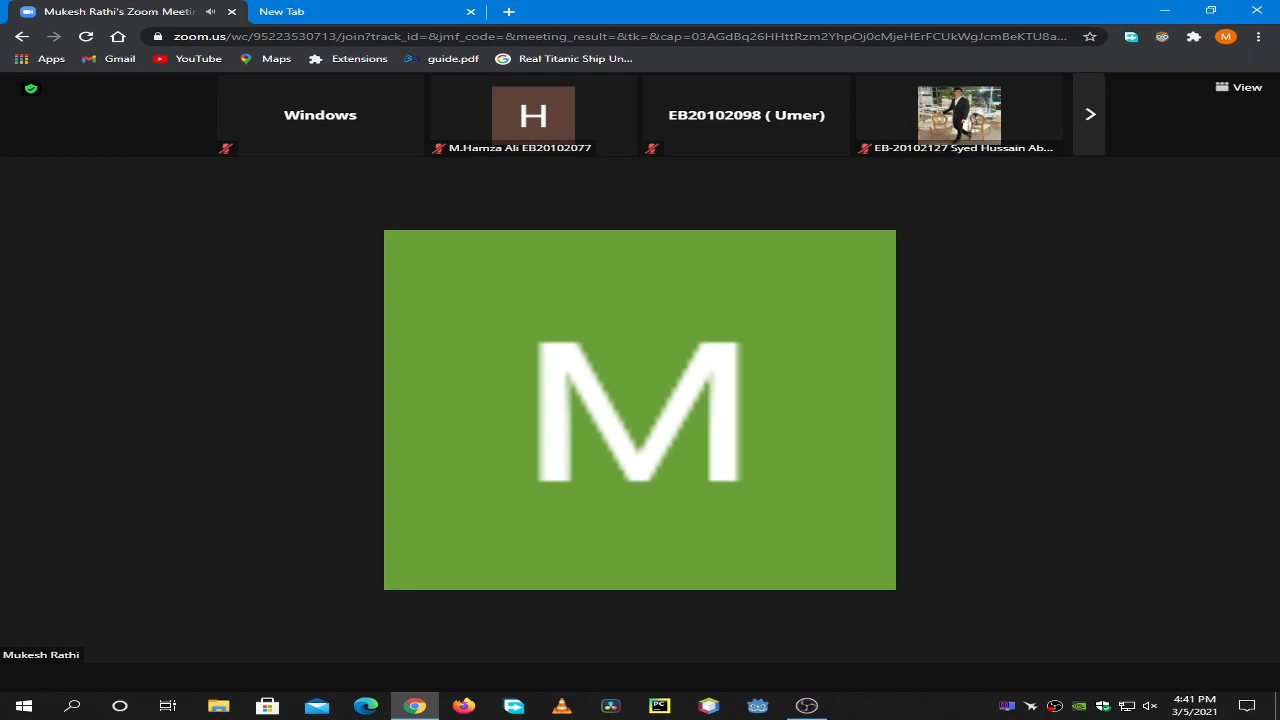 Mukesh Rathi's Zoom Meetin
New Tab
zoom.us/wc/95223530713/join?track_id=&jmf_code=&meeting_result=&tk=&cap=03AGdBq26HHttRzm2YhpOj0cMjeHErFCUkWgJcmBeKTU8a...
M
Apps
Gmail
YouTube
Maps
Extensions
guide.pdf
Real Titanic Ship Un...
View
Windows
H
EB20102098 ( Umer)
M.Hamza Ali EB20102077
EB-20102127 Syed Hussain Ab...
M
Mukesh Rathi
PC
4:41 PM
3/5/2021